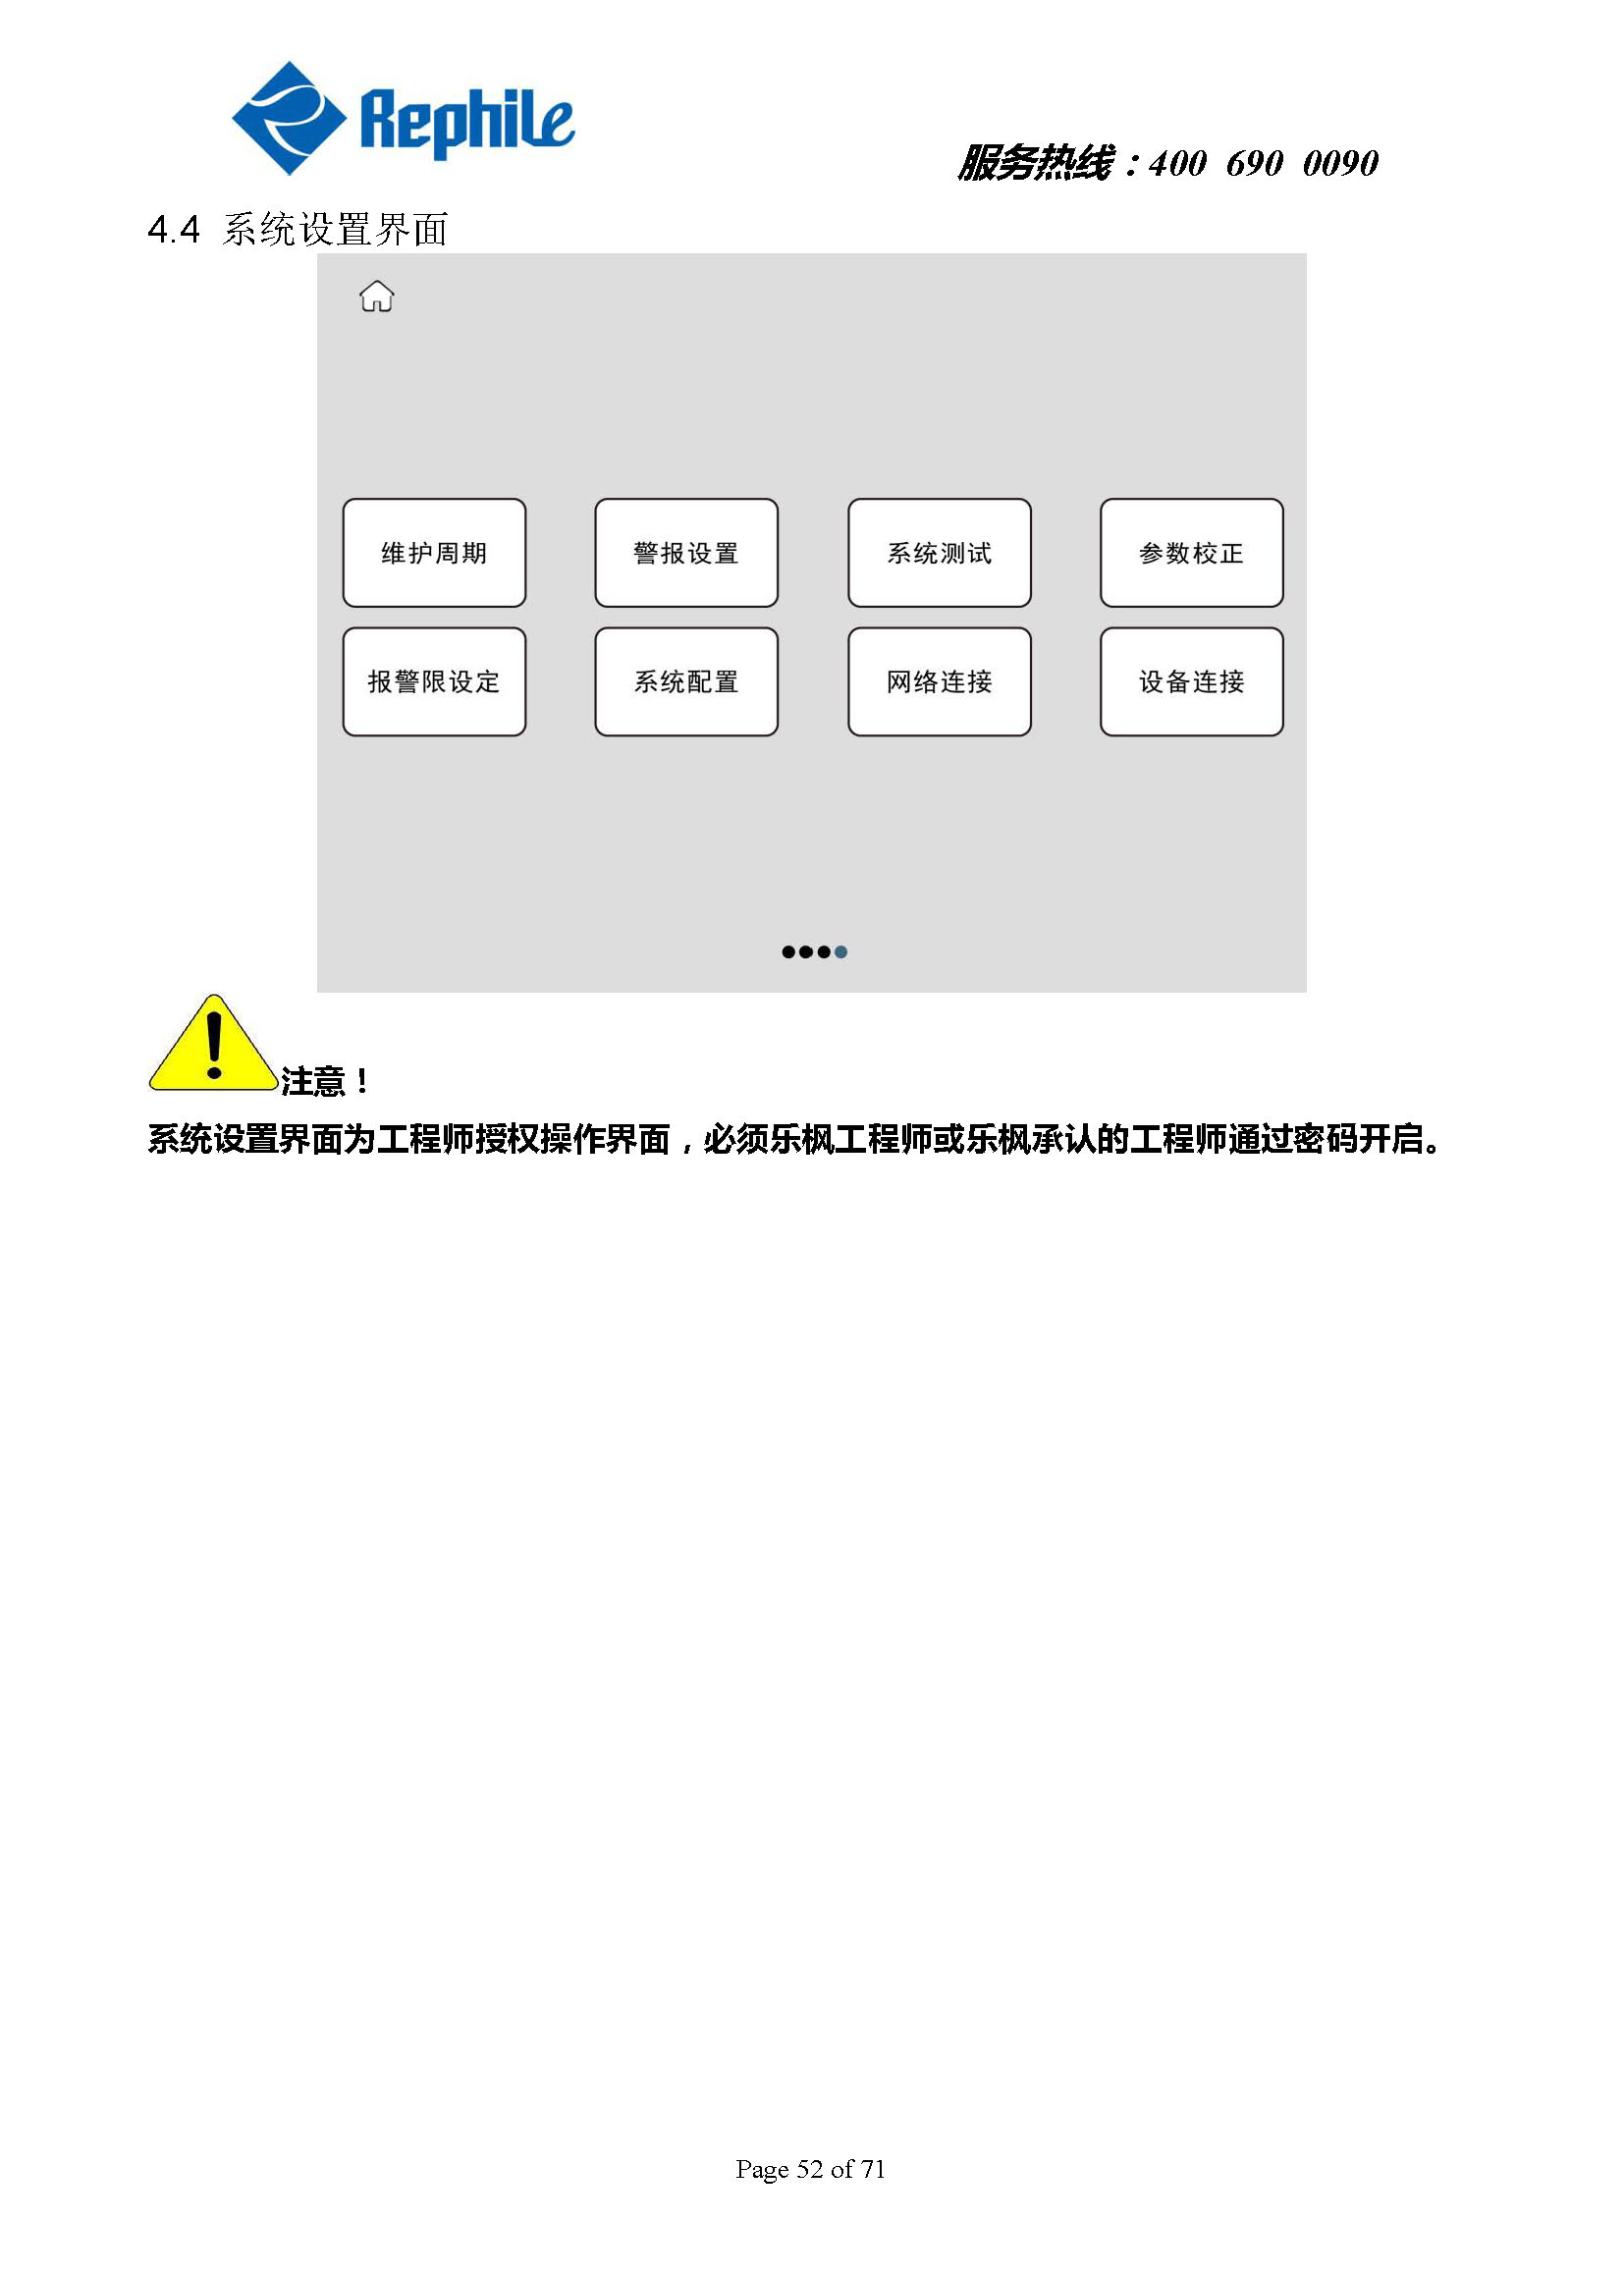 Rephile
服务热线：400 690 0090
4.4 系统设置界面
维护周期 警报设置 系统测试 参数校正
报警限设定 系统配置 网络连接 设备连接
注意！
系统设置界面为工程师授权操作界面，必须乐枫工程师或乐枫承认的工程师通过密码开启。
Page 52 of 71